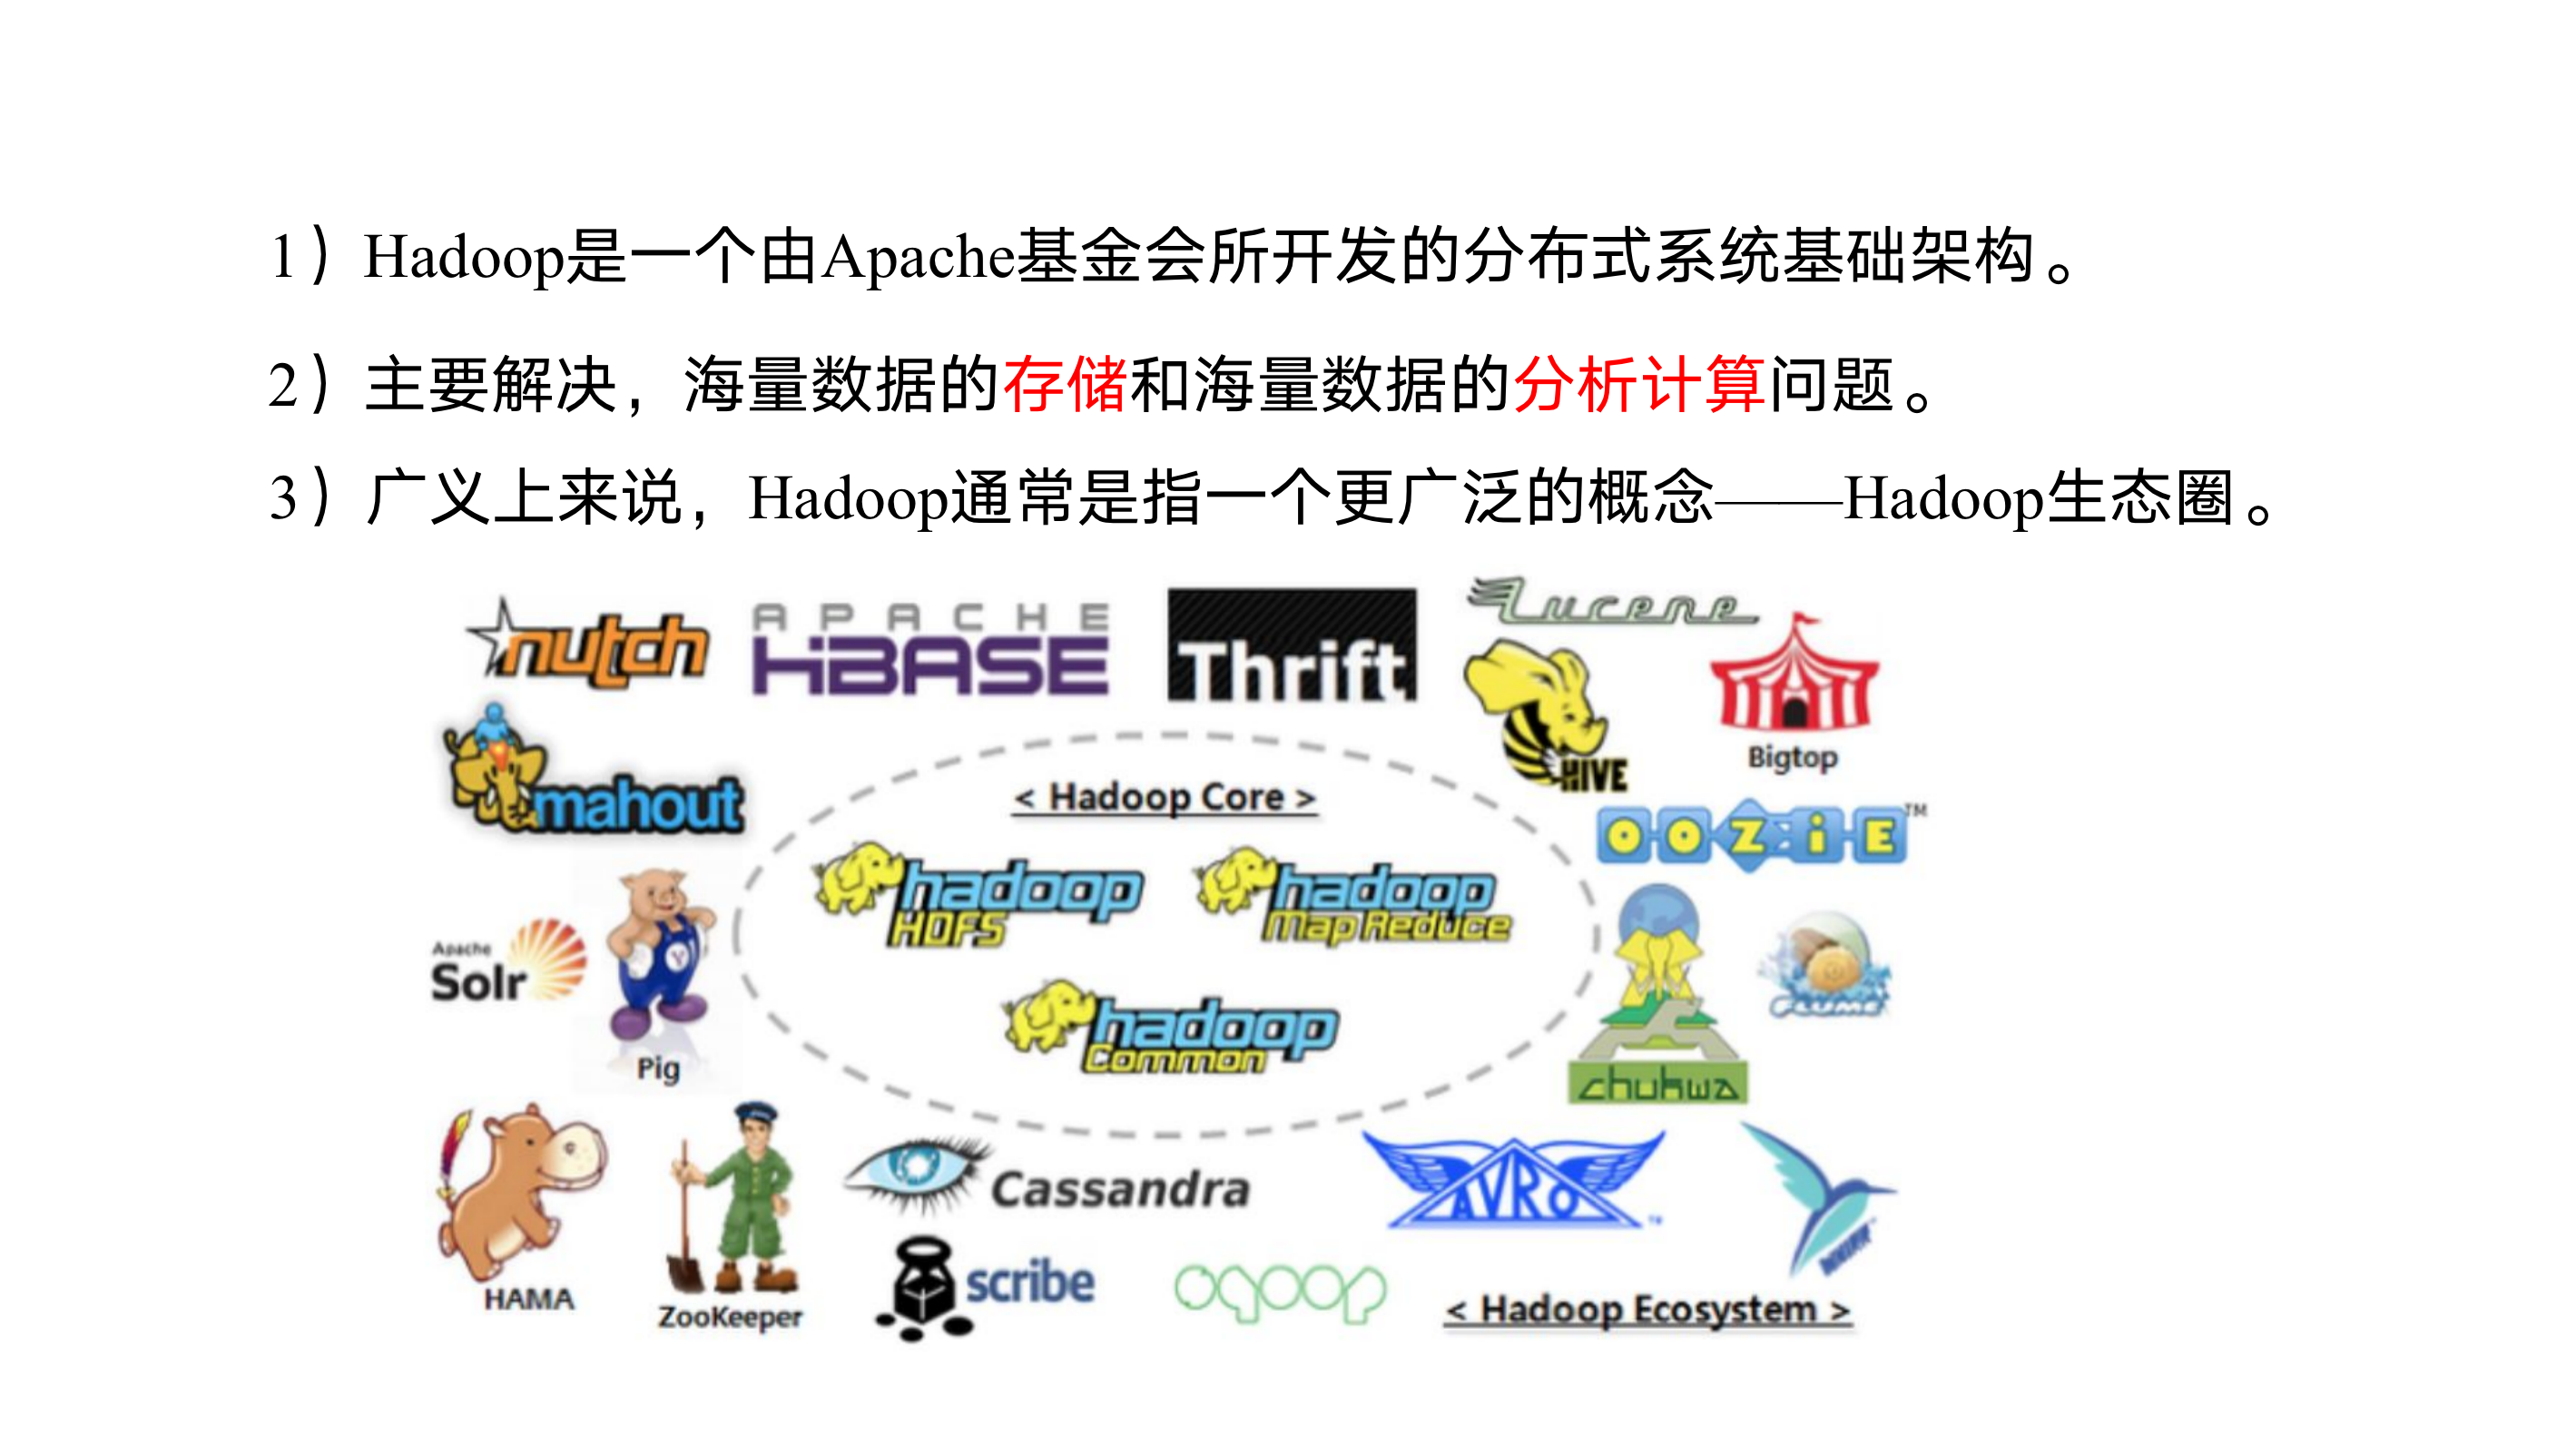 1）Hadoop是一个由Apache基金会所开发的分布式系统基础架构。
2）主要解决，海量数据的存储和海量数据的分析计算问题。
3）广义上来说，Hadoop通常是指一个更广泛的概念——Hadoop生态圈。
nutch
APACHE
HBASE
Thrift
Lucene
HIVE
Bigtop
mahout
< Hadoop Core >
OOZiE™
hadoop
HDFS
hadoop
Map Reduce
Apache
Solr
Y
Pig
hadoop
Common
FLUME
chukwa
HAMA
ZooKeeper
Cassandra
AVRO™
scribe
sqoop
< Hadoop Ecosystem >